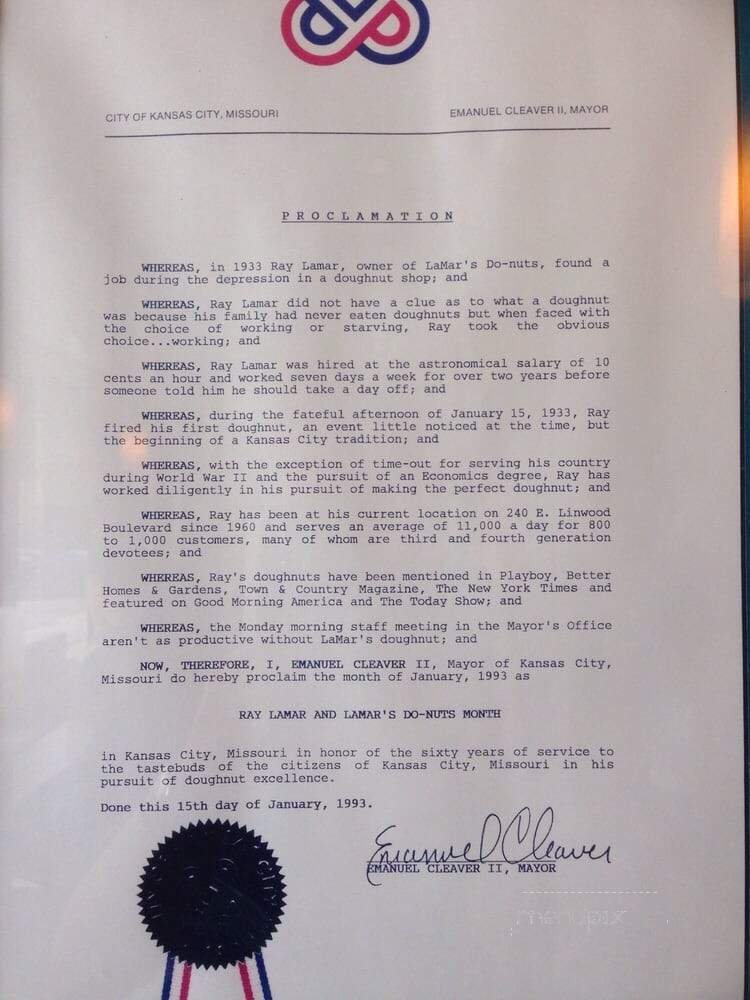 CITY OF KANSAS CITY, MISSOURI EMANUEL CLEAVER II, MAYOR
PROCLAMATION
WHEREAS, in 1933 Ray Lamar, owner of LaMar's Do-nuts, found a
job during the depression in a doughnut shop; and
WHEREAS, Ray Lamar did not have a clue as to what a doughnut
was because his family had never eaten doughnuts but when faced with
the choice of working or starving, Ray took the obvious
choice...working; and
WHEREAS, Ray Lamar was hired at the astronomical salary of 10
cents an hour and worked seven days a week for over two years before
someone told him he should take a day off; and
WHEREAS, during the fateful afternoon of January 15, 1933, Ray
fired his first doughnut, an event little noticed at the time, but
the beginning of a Kansas City tradition; and
WHEREAS, with the exception of time-out for serving his country
during World War II and the pursuit of an Economics degree, Ray has
worked diligently in his pursuit of making the perfect doughnut; and
WHEREAS, Ray has been at his current location on 240 E. Linwood
Boulevard since 1960 and serves an average of 11,000 a day for 800
to 1,000 customers, many of whom are third and fourth generation
devotees; and
WHEREAS, Ray's doughnuts have been mentioned in Playboy, Better
Homes & Gardens, Town & Country Magazine, The New York Times and
featured on Good Morning America and The Today Show; and
WHEREAS, the Monday morning staff meeting in the Mayor's Office
aren't as productive without LaMar's doughnut; and
NOW, THEREFORE, I, EMANUEL CLEAVER II, Mayor of Kansas City,
Missouri do hereby proclaim the month of January, 1993 as
RAY LAMAR AND LAMAR'S DO-NUTS MONTH
in Kansas City, Missouri in honor of the sixty years of service to
the tastebuds of the citizens of Kansas City, Missouri in his
pursuit of doughnut excellence.
Done this 15th day of January, 1993.
Emanuel Cleaver
EMANUEL CLEAVER II, MAYOR
menupix